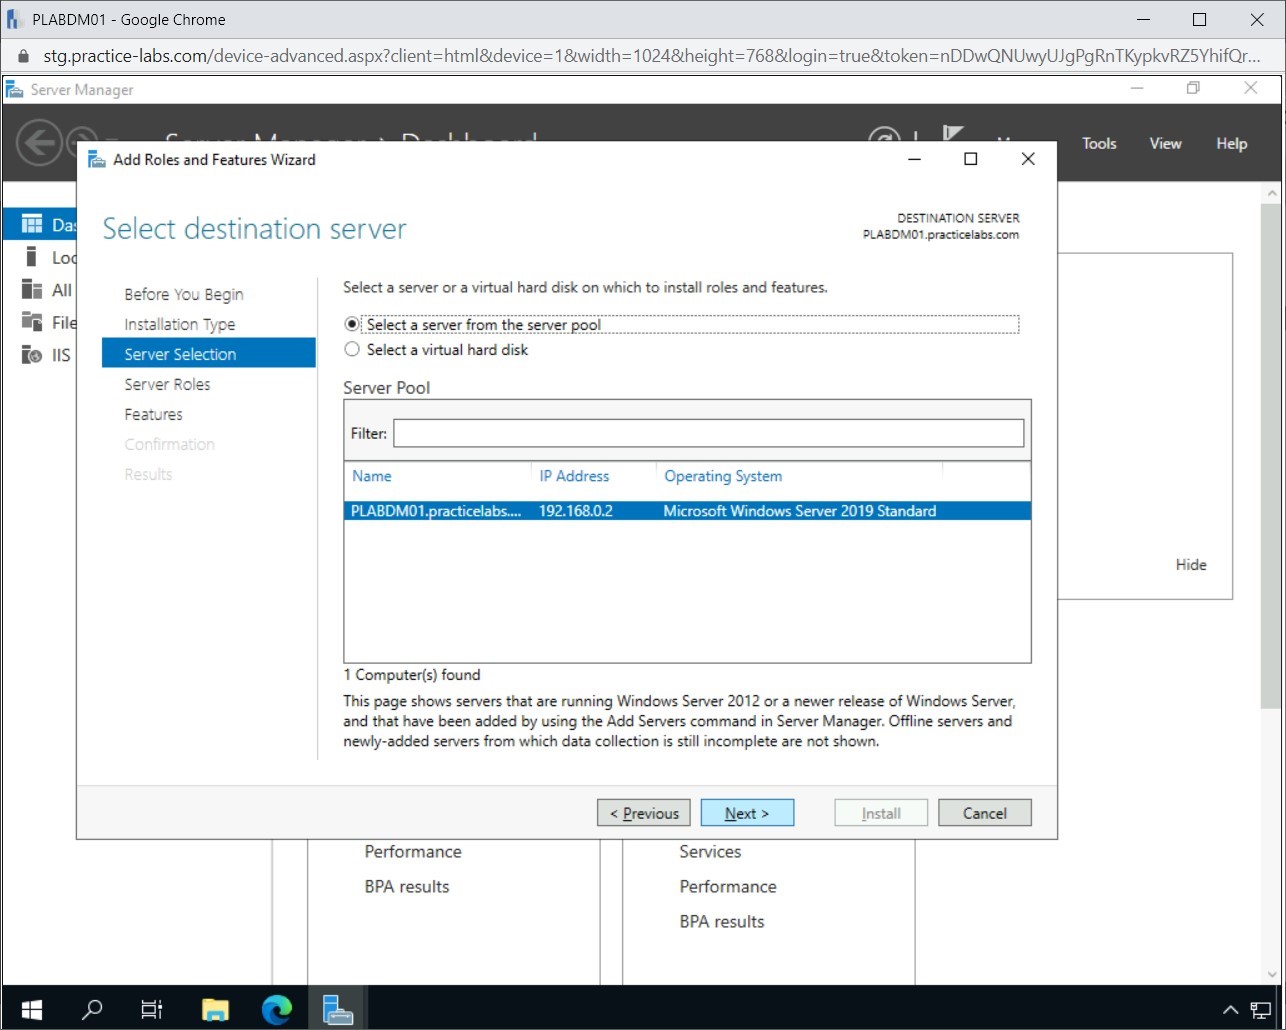 PLABDM01 - Google Chrome
stg.practice-labs.com/device-advanced.aspx?client=html&device=1&width=1024&height=768&login=true&token=nDDwQNUwyUJgPgRnTKypkvRZ5YhifQr...
Server Manager
Server Manager Dashboard
Tools View Help
Add Roles and Features Wizard
Select destination server
DESTINATION SERVER
PLABDM01.practicelabs.com
Das
Loc
All
File
IIS
Before You Begin
Installation Type
Server Selection
Server Roles
Features
Confirmation
Results
Select a server or a virtual hard disk on which to install roles and features.
Select a server from the server pool
Select a virtual hard disk
Server Pool
Filter:
Name IP Address Operating System
PLABDM01.practicelabs.... 192.168.0.2 Microsoft Windows Server 2019 Standard
1 Computer(s) found
This page shows servers that are running Windows Server 2012 or a newer release of Windows Server,
and that have been added by using the Add Servers command in Server Manager. Offline servers and
newly-added servers from which data collection is still incomplete are not shown.
< Previous Next > Install Cancel
Hide
Performance
BPA results
Services
Performance
BPA results